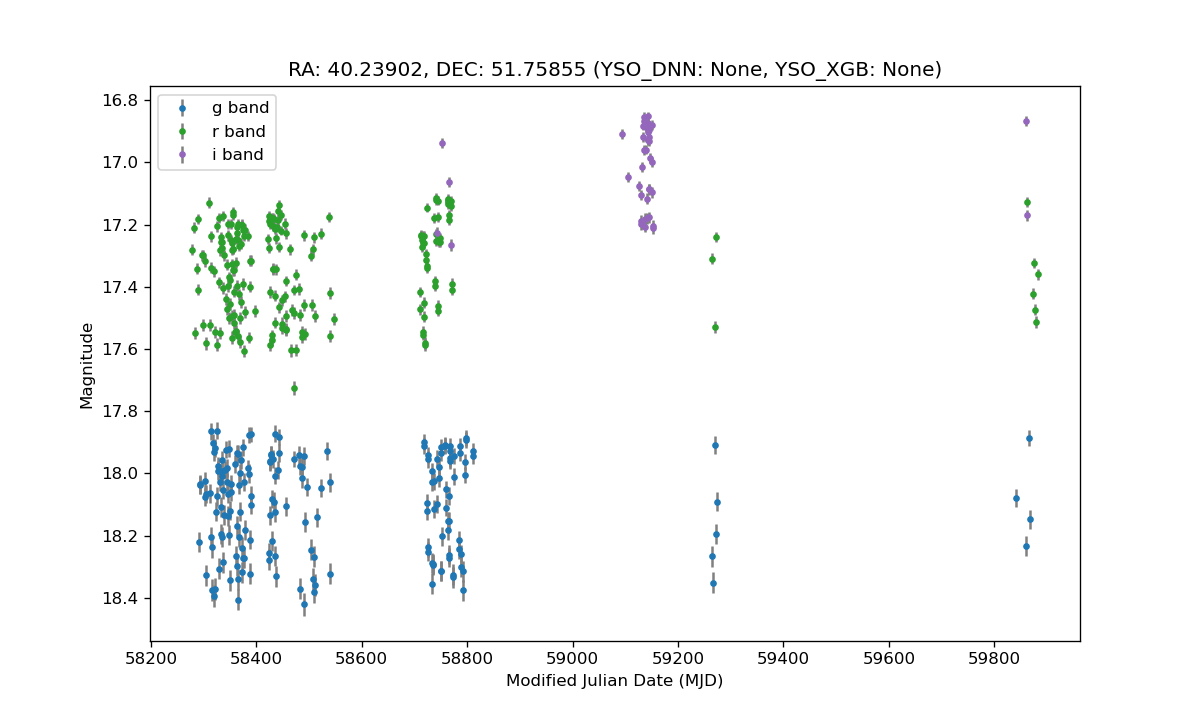 RA: 40.23902, DEC: 51.75855 (YSO_DNN: None, YSO_XGB: None)
g band
r band
i band
16.8
17.0
17.2
17.4
17.6
17.8
18.0
18.2
18.4
Magnitude
58200 58400 58600 58800 59000 59200 59400 59600 59800
Modified Julian Date (MJD)